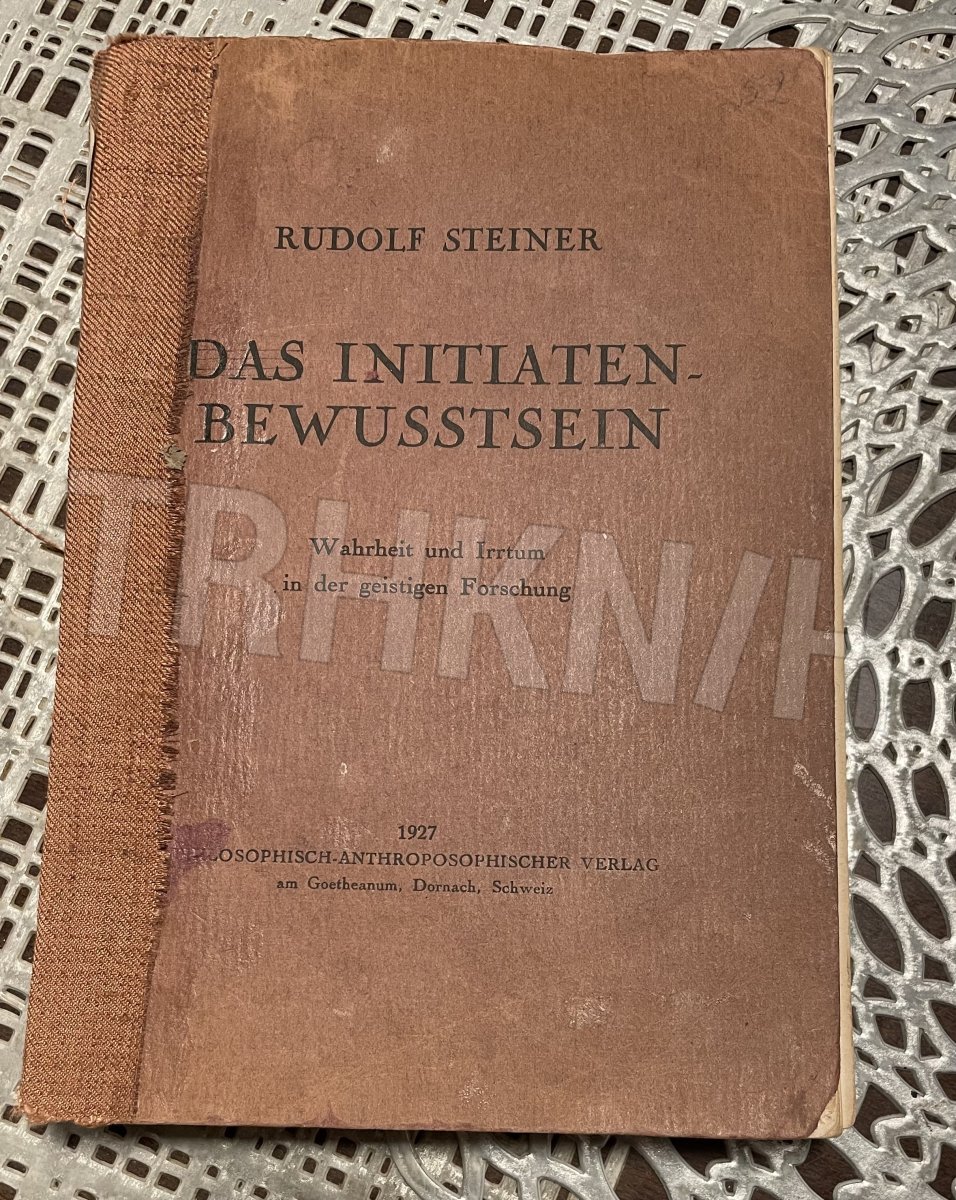 RUDOLF STEINER
DAS INITIATEN-
BEWUSSTSEIN
Wahrheit und Irrtum
in der geistigen Forschung
1927
PHILOSOPHISCH-ANTHROPOSOPHISCHER VERLAG
am Goetheanum, Dornach, Schweiz
TRHKN/H